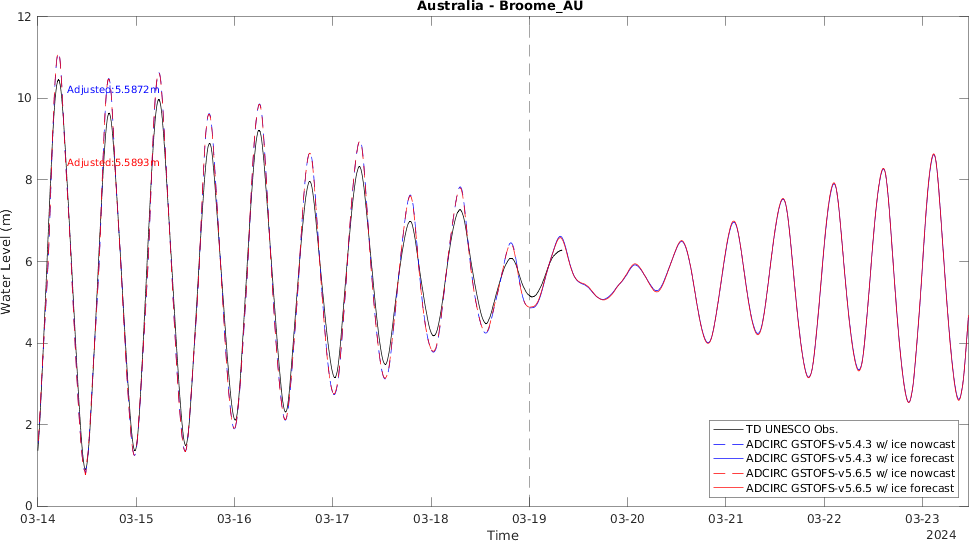 Australia - Broome_AU
12
10
8
6
4
2
0
Water Level (m)
Adjusted:5.5872m
Adjusted:5.5893m
TD UNESCO Obs.
ADCIRC GSTOFS-v5.4.3 w/ ice nowcast
ADCIRC GSTOFS-v5.4.3 w/ ice forecast
ADCIRC GSTOFS-v5.6.5 w/ ice nowcast
ADCIRC GSTOFS-v5.6.5 w/ ice forecast
03-14 03-15 03-16 03-17 03-18 03-19 03-20 03-21 03-22 03-23
Time
2024